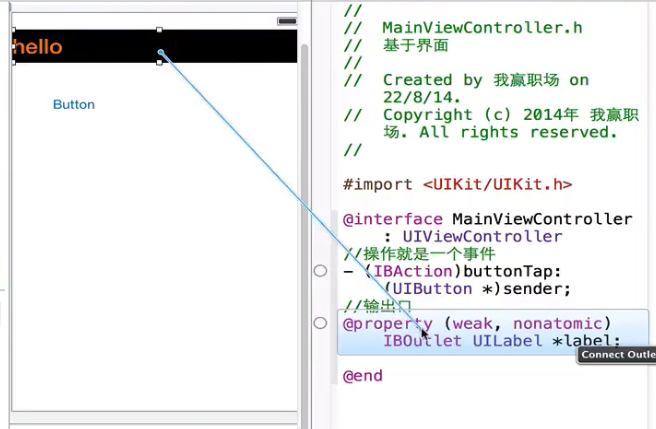 hello
Button
//
// MainViewController.h
// 基于界面
//
// Created by 我赢职场 on
22/8/14.
// Copyright (c) 2014年 我赢职
场. All rights reserved.
//
#import <UIKit/UIKit.h>
@interface MainViewController
: UIViewController
//操作就是一个事件
- (IBAction)buttonTap:
(UIButton *)sender;
//输出口
@property (weak, nonatomic)
IBOutlet UILabel *label;
Connect Outle
@end